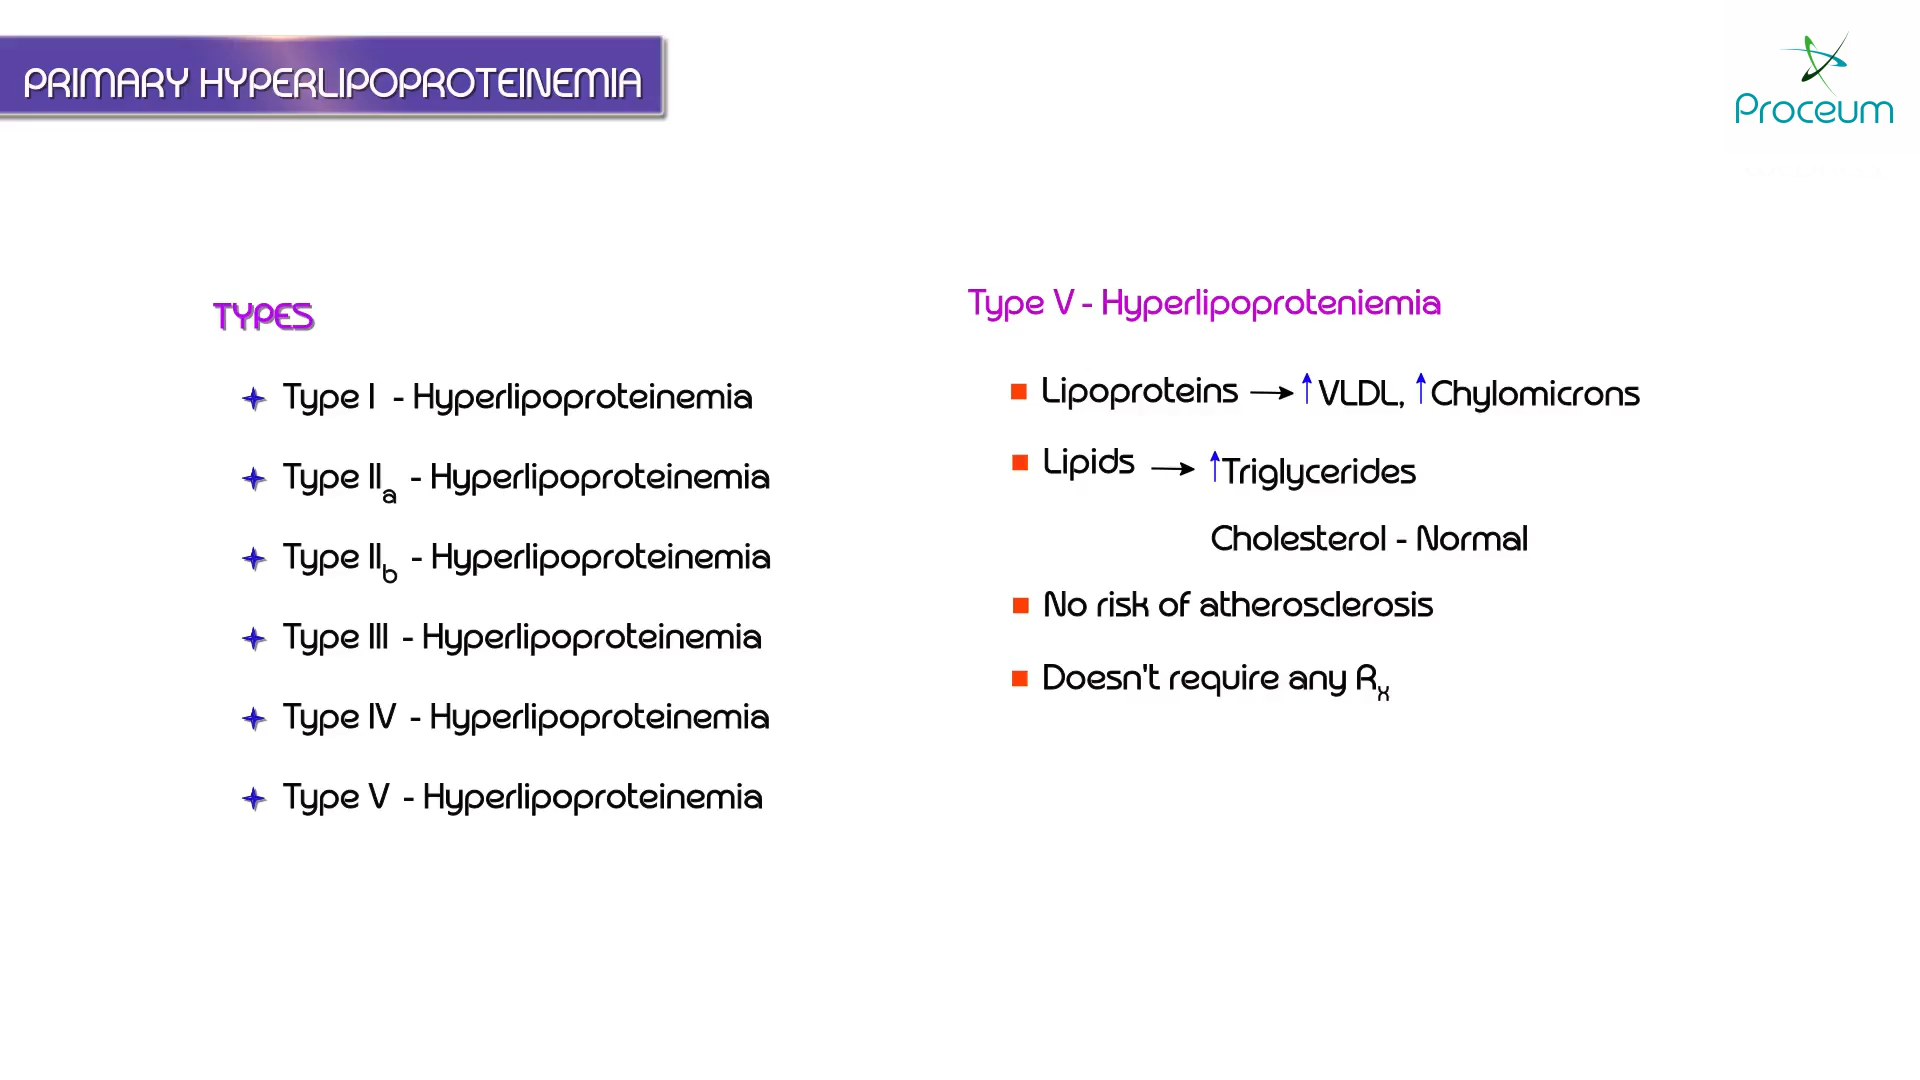 PRIMARY HYPERLIPOPROTEINEMIA
Proceum
TYPES
Type I - Hyperlipoproteinemia
Type IIa - Hyperlipoproteinemia
Type IIb - Hyperlipoproteinemia
Type III - Hyperlipoproteinemia
Type IV - Hyperlipoproteinemia
Type V - Hyperlipoproteinemia
Type V - Hyperlipoproteniemia
Lipoproteins → ↑VLDL, ↑Chylomicrons
Lipids → ↑Triglycerides
Cholesterol - Normal
No risk of atherosclerosis
Doesn't require any Rx